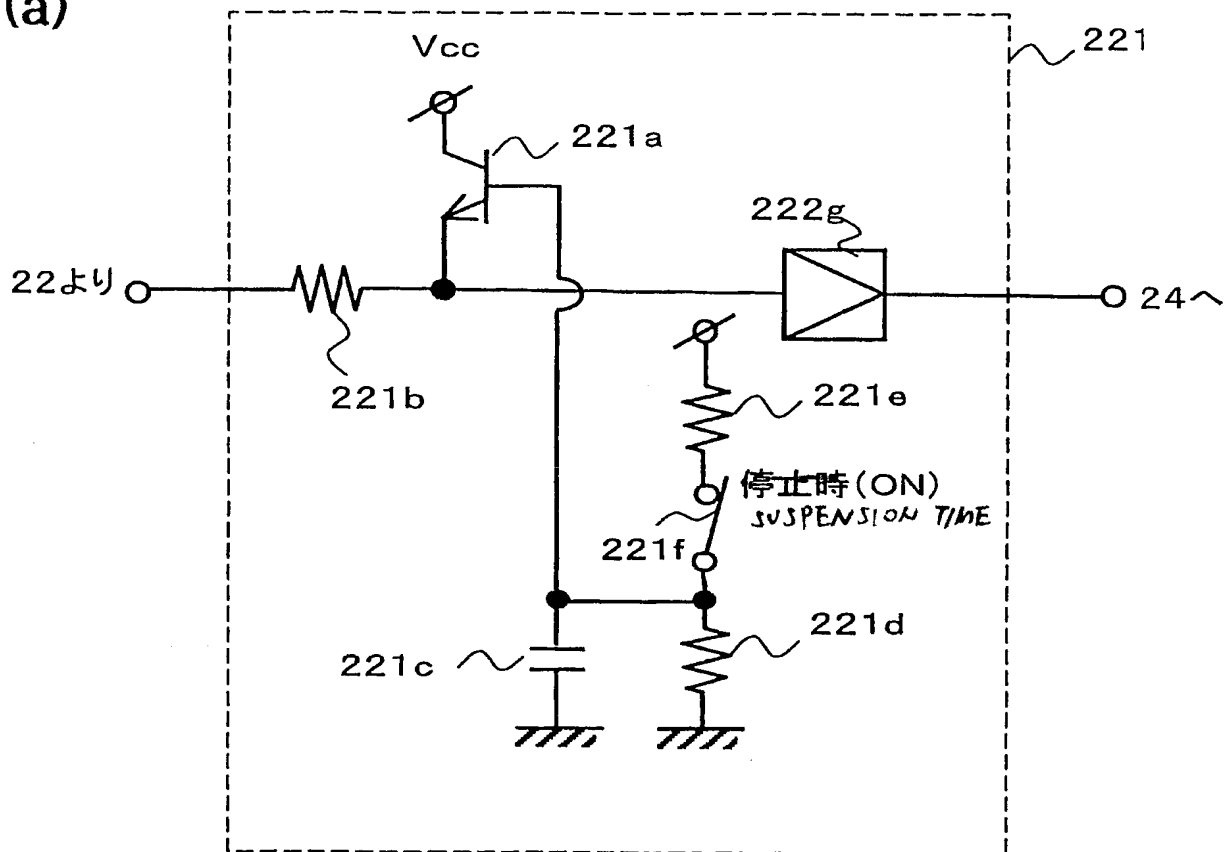 (a)
Vcc
221
221a
222g
22より
24へ
221b
221e
停止時(ON)
SUSPENSION TIME
221f
221d
221c